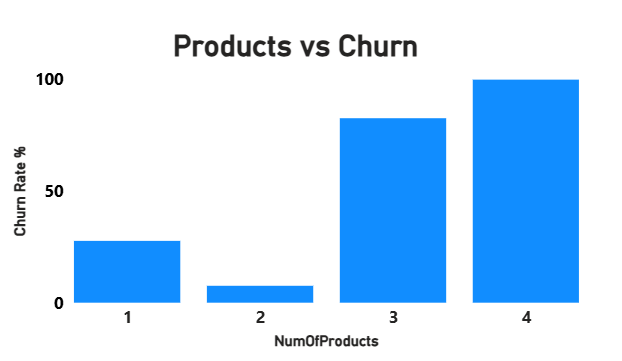 Products vs Churn
100
50
0
Churn Rate %
1 2 3 4
NumOfProducts